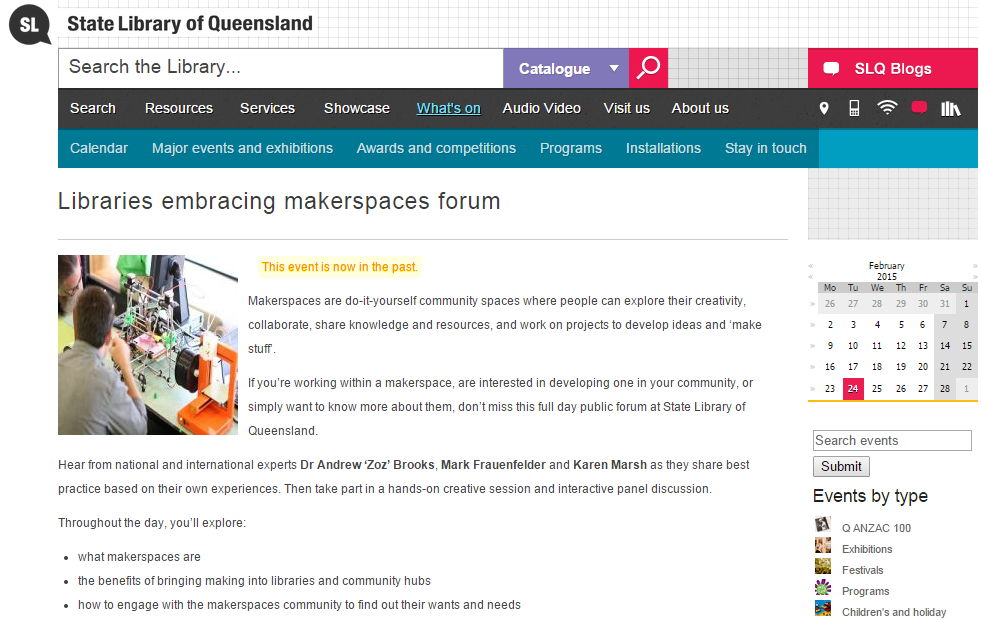 SL
State Library of Queensland
Search the Library...
Catalogue
SLQ Blogs
Search Resources Services Showcase What's on Audio Video Visit us About us
Calendar Major events and exhibitions Awards and competitions Programs Installations Stay in touch
Libraries embracing makerspaces forum
This event is now in the past.
Makerspaces are do-it-yourself community spaces where people can explore their creativity,
collaborate, share knowledge and resources, and work on projects to develop ideas and ‘make
stuff’.
If you’re working within a makerspace, are interested in developing one in your community, or
simply want to know more about them, don’t miss this full day public forum at State Library of
Queensland.
Hear from national and international experts Dr Andrew ‘Zoz’ Brooks, Mark Frauenfelder and Karen Marsh as they share best
practice based on their own experiences. Then take part in a hands-on creative session and interactive panel discussion.
Throughout the day, you’ll explore:
• what makerspaces are
• the benefits of bringing making into libraries and community hubs
• how to engage with the makerspaces community to find out their wants and needs
« February »
« 2015 »
Mo Tu We Th Fr Sa Su
» 26 27 28 29 30 31 1
» 2 3 4 5 6 7 8
» 9 10 11 12 13 14 15
» 16 17 18 19 20 21 22
» 23 24 25 26 27 28 1
Search events
Submit
Events by type
Q ANZAC 100
Exhibitions
Festivals
Programs
Children's and holiday